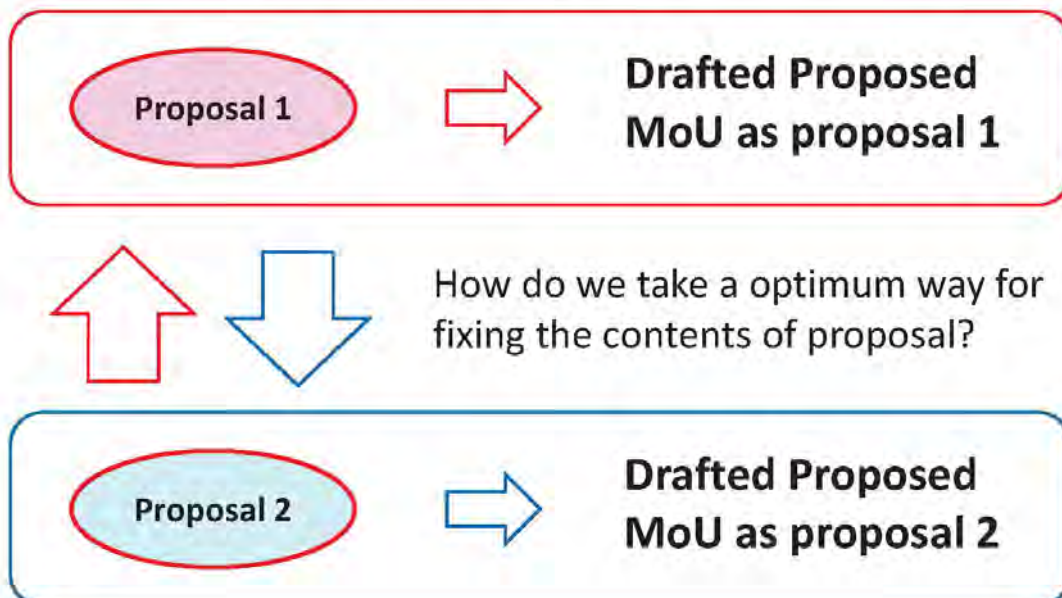 Proposal 1
Drafted Proposed
MoU as proposal 1
How do we take a optimum way for
fixing the contents of proposal?
Proposal 2
Drafted Proposed
MoU as proposal 2